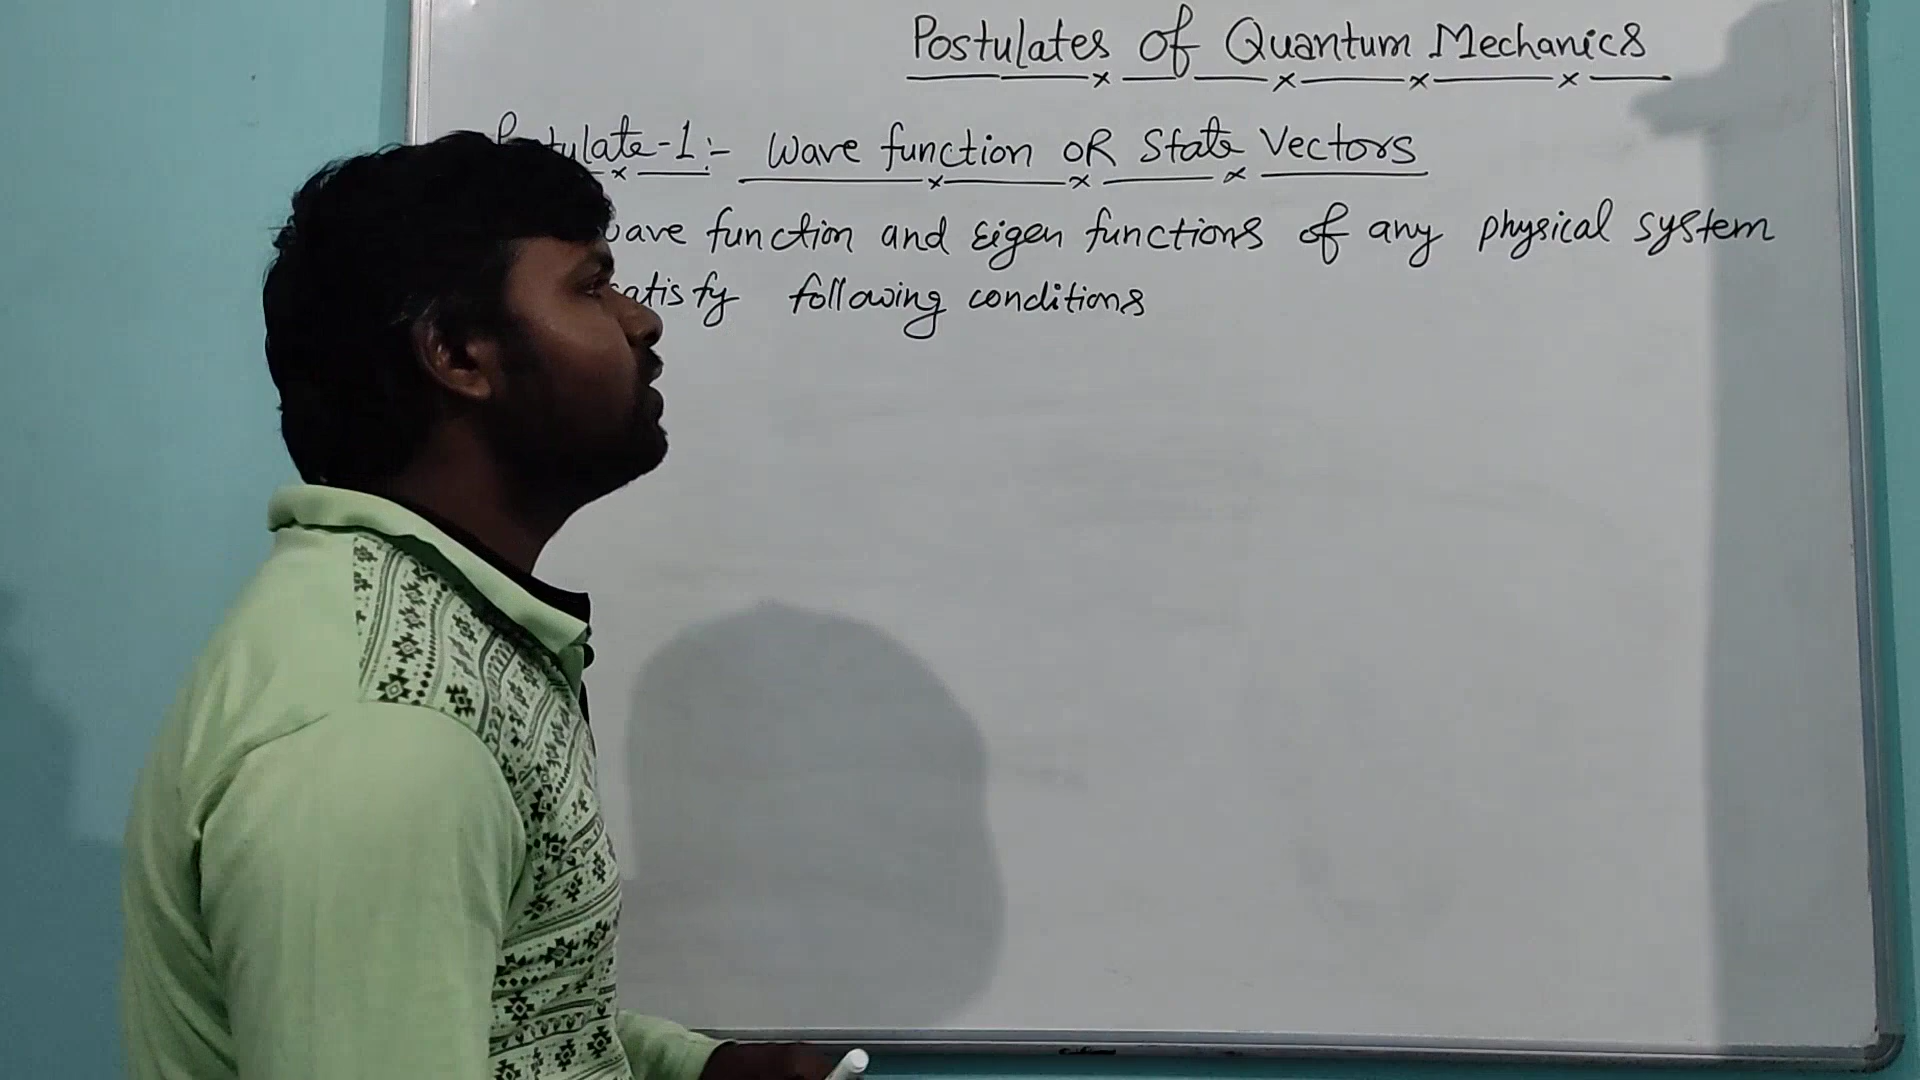 Postulates Of Quantum Mechanics
Postulate-1:- Wave function OR State Vectors
wave function and Eigen functions of any physical system
satisfy following conditions